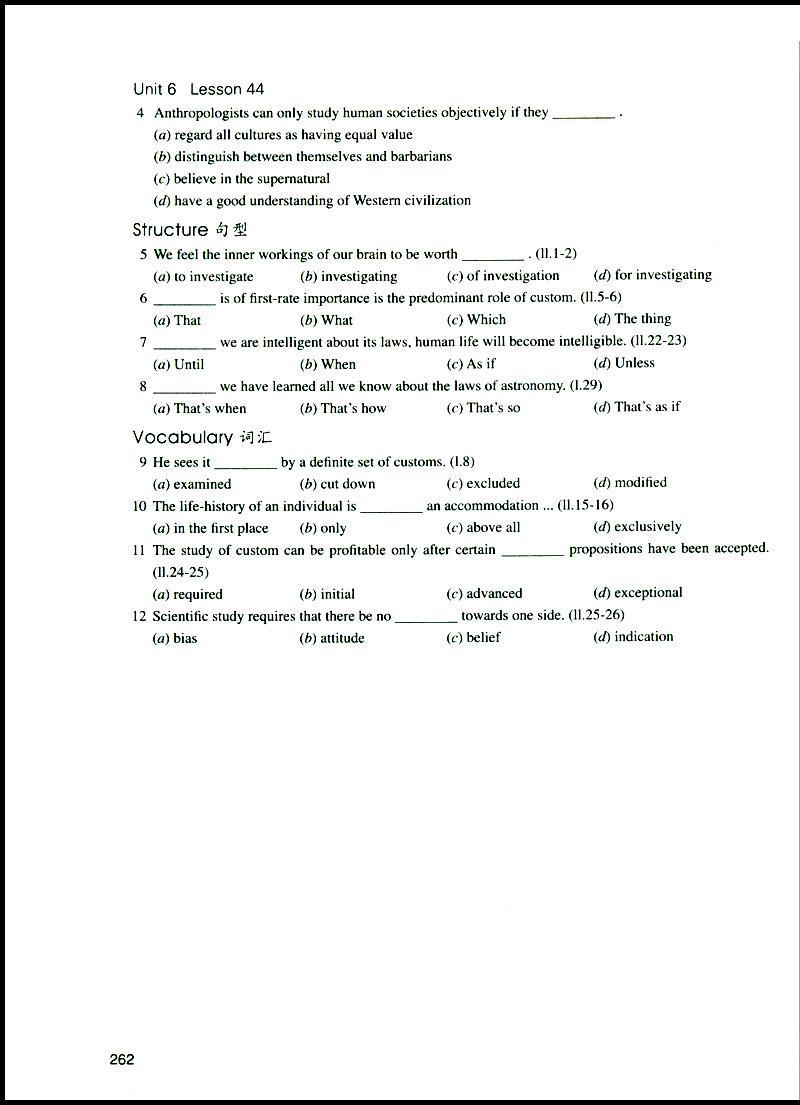 Unit 6 Lesson 44
4 Anthropologists can only study human societies objectively if they ________ .
(a) regard all cultures as having equal value
(b) distinguish between themselves and barbarians
(c) believe in the supernatural
(d) have a good understanding of Western civilization
Structure 句型
5 We feel the inner workings of our brain to be worth ________ . (ll.1-2)
(a) to investigate (b) investigating (c) of investigation (d) for investigating
6 ________ is of first-rate importance is the predominant role of custom. (ll.5-6)
(a) That (b) What (c) Which (d) The thing
7 ________ we are intelligent about its laws, human life will become intelligible. (ll.22-23)
(a) Until (b) When (c) As if (d) Unless
8 ________ we have learned all we know about the laws of astronomy. (l.29)
(a) That's when (b) That's how (c) That's so (d) That's as if
Vocabulary 词汇
9 He sees it ________ by a definite set of customs. (l.8)
(a) examined (b) cut down (c) excluded (d) modified
10 The life-history of an individual is ________ an accommodation ... (ll.15-16)
(a) in the first place (b) only (c) above all (d) exclusively
11 The study of custom can be profitable only after certain ________ propositions have been accepted.
(ll.24-25)
(a) required (b) initial (c) advanced (d) exceptional
12 Scientific study requires that there be no ________ towards one side. (ll.25-26)
(a) bias (b) attitude (c) belief (d) indication
262